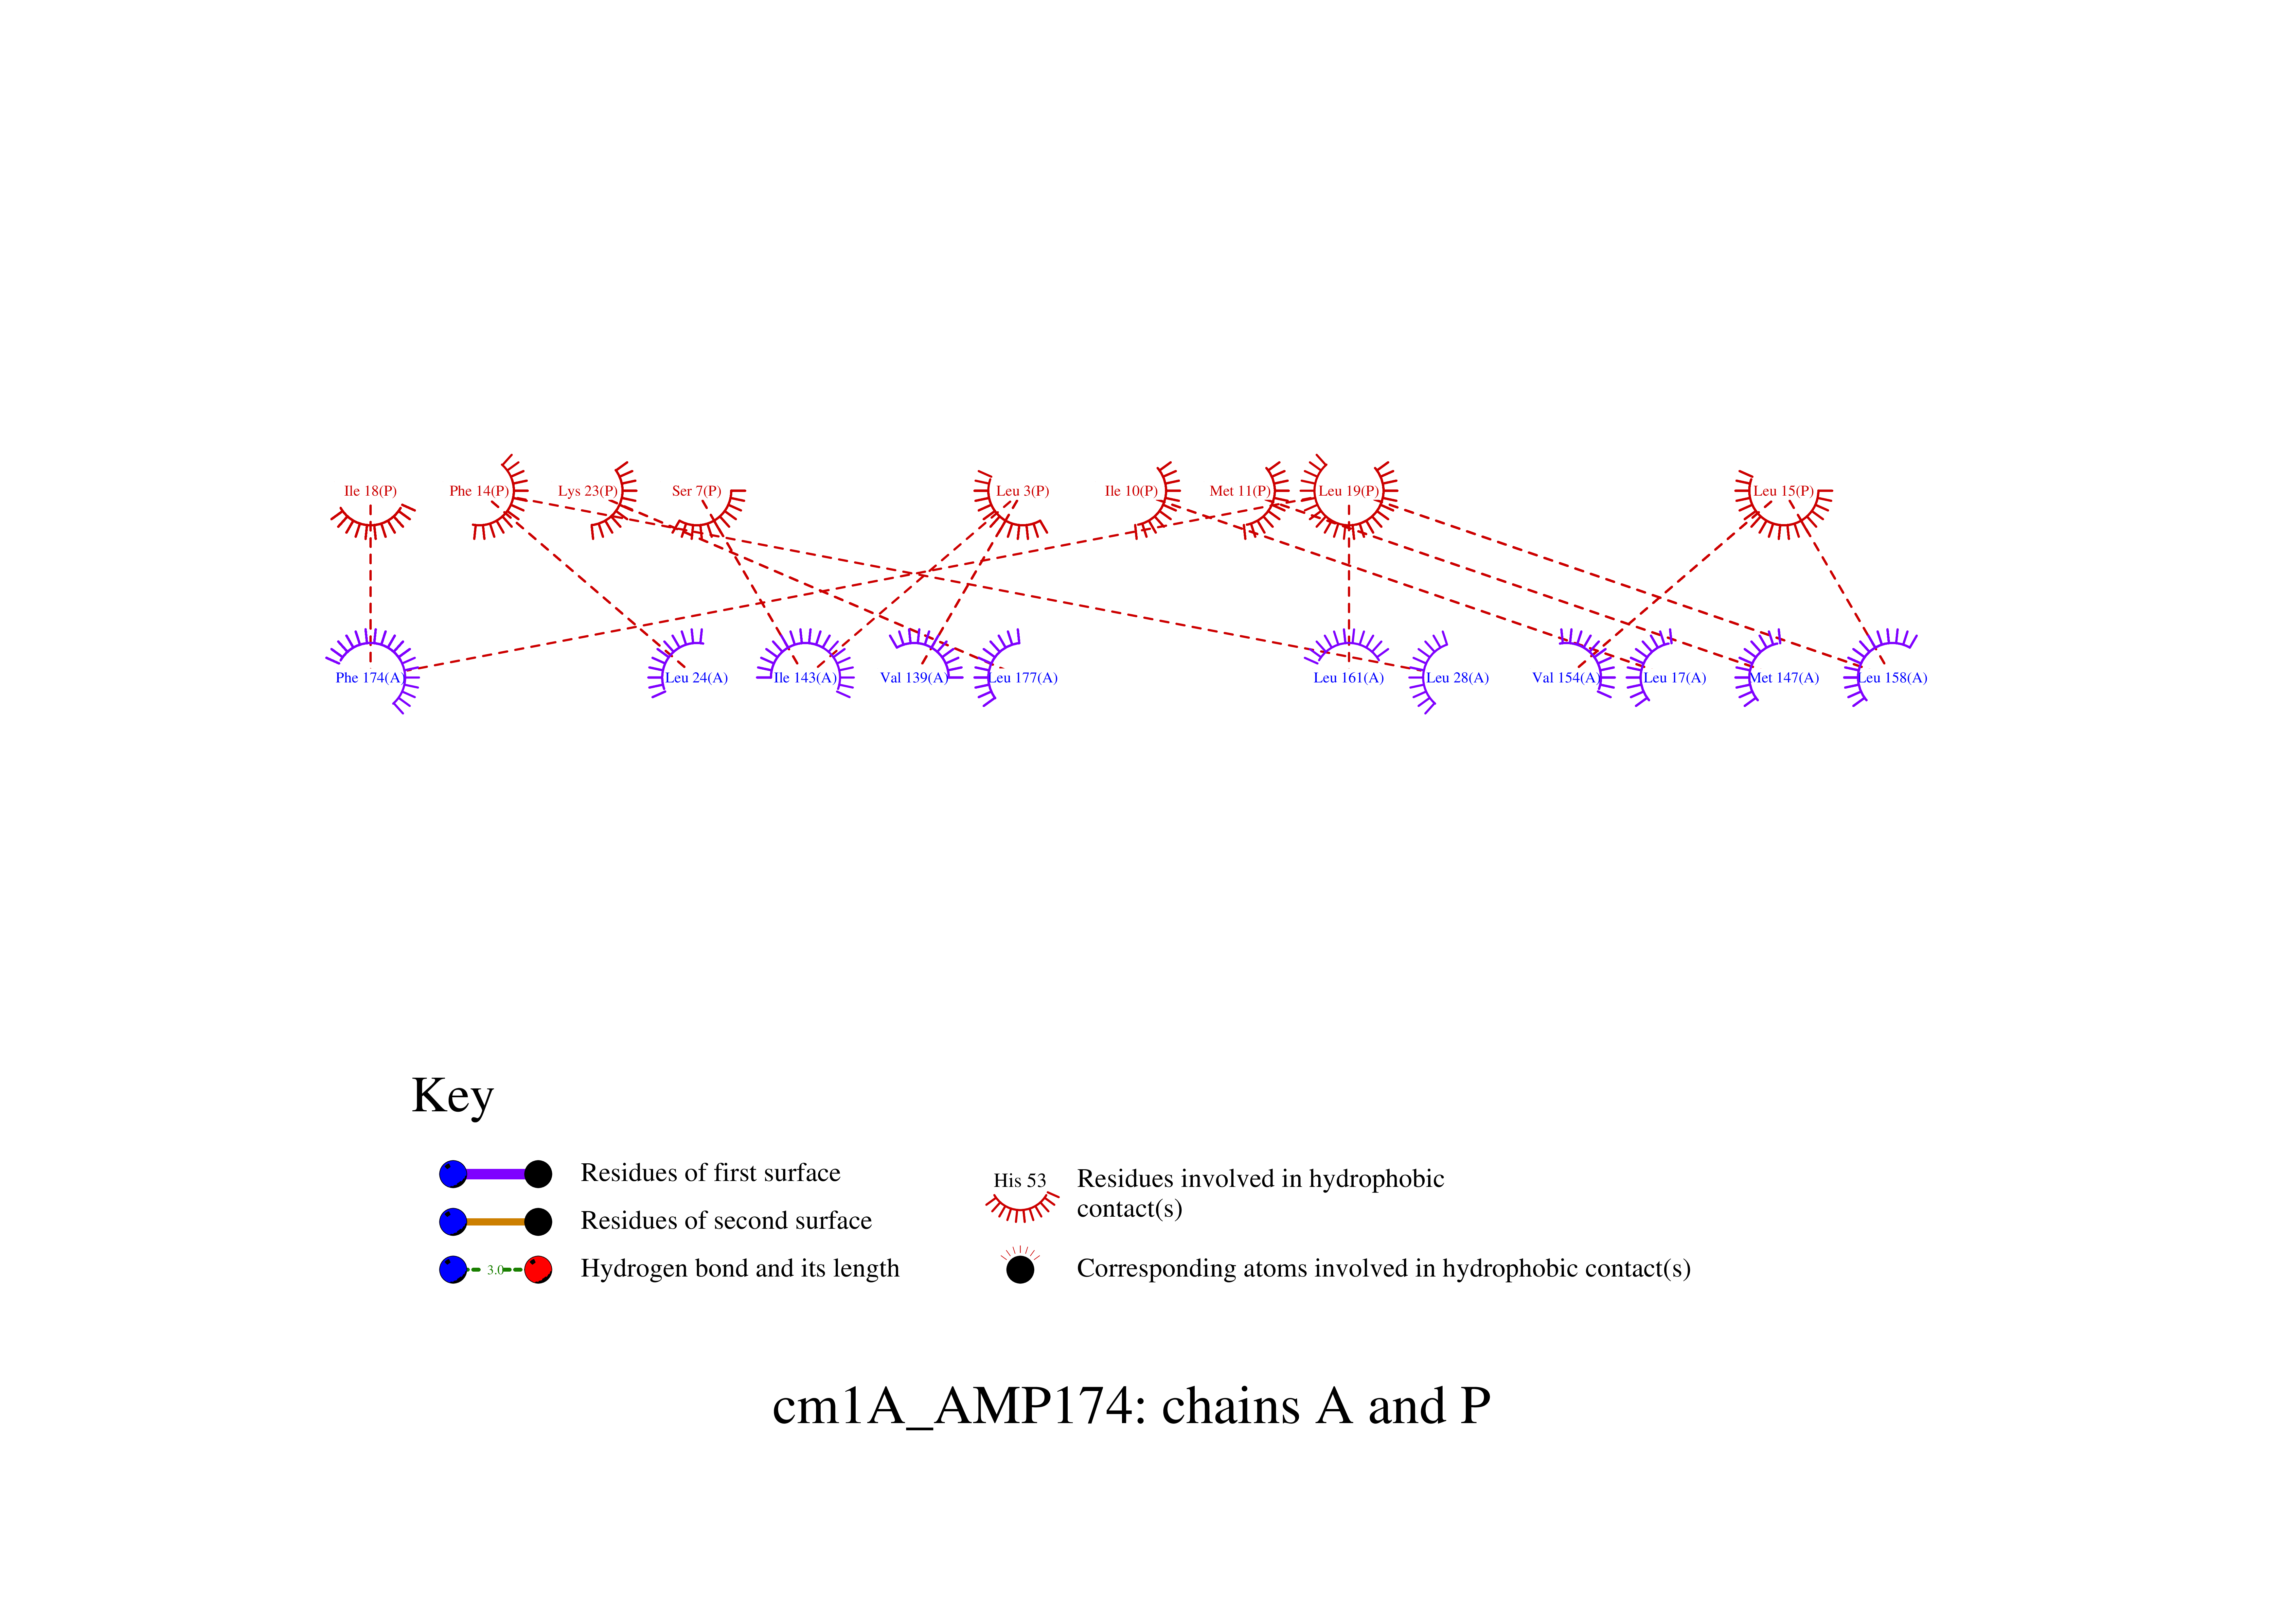 Ile 18(P) Phe 14(P) Lys 23(P) Ser 7(P) Leu 3(P) Ile 10(P) Met 11(P) Leu 19(P) Leu 15(P)
Phe 174(A) Leu 24(A) Ile 143(A) Val 139(A) Leu 177(A) Leu 161(A) Leu 28(A) Val 154(A) Leu 17(A) Met 147(A) Leu 158(A)
Key
Residues of first surface
Residues of second surface
3.0 Hydrogen bond and its length
His 53 Residues involved in hydrophobic
contact(s)
Corresponding atoms involved in hydrophobic contact(s)
cm1A_AMP174: chains A and P